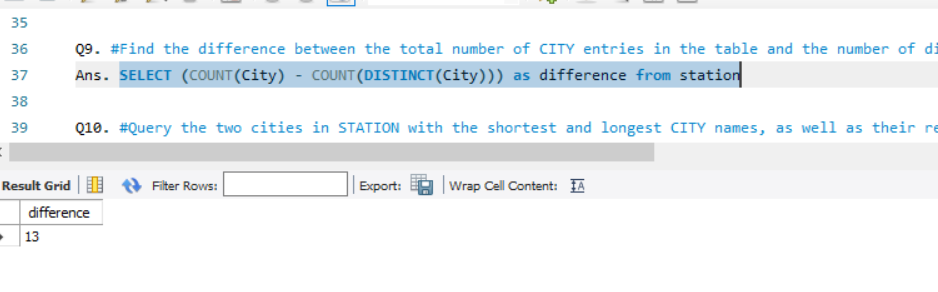 35
36 Q9. #Find the difference between the total number of CITY entries in the table and the number of di
37 Ans. SELECT (COUNT(City) - COUNT(DISTINCT(City))) as difference from station
38
39 Q10. #Query the two cities in STATION with the shortest and longest CITY names, as well as their re
Result Grid Filter Rows: Export: Wrap Cell Content:
difference
13